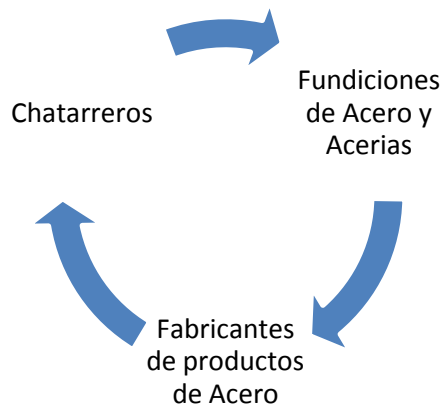 Chatarreros
Fundiciones
de Acero y
Acerias
Fabricantes
de productos
de Acero